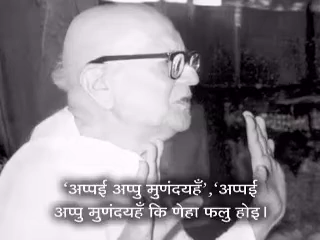 ‘अप्पई अप्पु मुणंदयहँ’,‘अप्पई
अप्पु मुणंदयहँ कि णेहा फलु होइ।